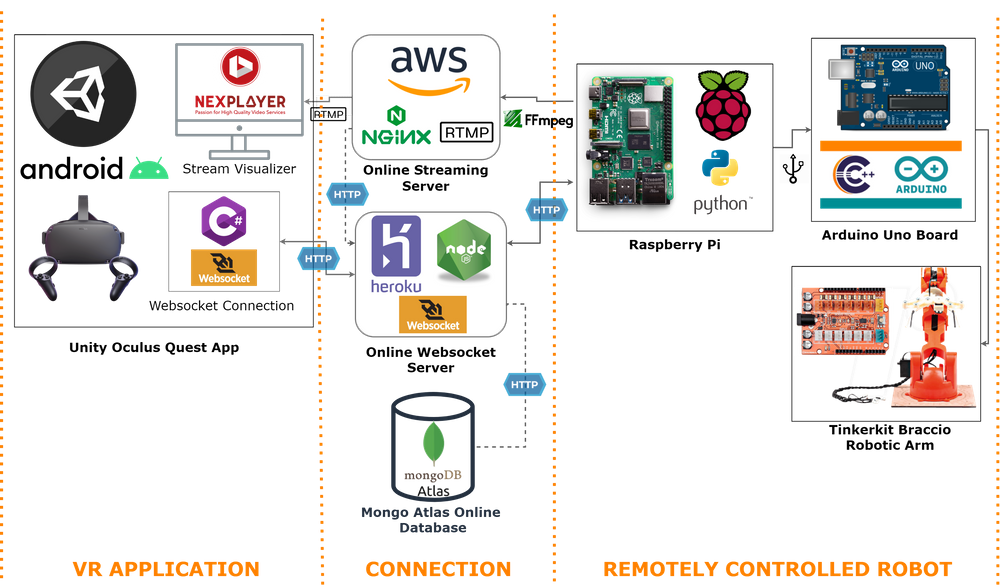 NEXPLAYER
Passion for High Quality Video Services
android
Stream Visualizer
C#
Websocket
Websocket Connection
Unity Oculus Quest App
RTMP
HTTP
HTTP
aws
NGINX
RTMP
Online Streaming
Server
heroku
node
JS
Websocket
Online Websocket
Server
HTTP
mongoDB
Atlas
Mongo Atlas Online
Database
FFmpeg
HTTP
python™
Raspberry Pi
ARDUINO
UNO
C++
ARDUINO
Arduino Uno Board
Tinkerkit Braccio
Robotic Arm
VR APPLICATION
CONNECTION
REMOTELY CONTROLLED ROBOT